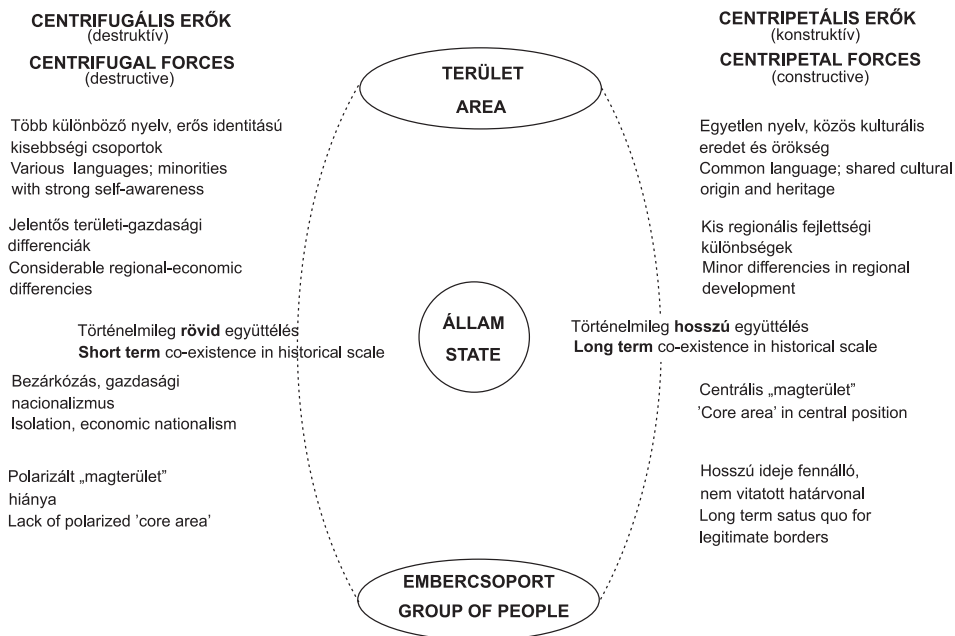 CENTRIFUGÁLIS ERŐK
(destruktív)
CENTRIFUGAL FORCES
(destructive)
Több különböző nyelv, erős identitású
kisebbségi csoportok
Various languages; minorities
with strong self-awareness
Jelentős területi-gazdasági
differenciák
Considerable regional-economic
differencies
Történelmileg rövid együttélés
Short term co-existence in historical scale
Bezárkózás, gazdasági
nacionalizmus
Isolation, economic nationalism
Polarizált „magterület”
hiánya
Lack of polarized ’core area’
TERÜLET
AREA
ÁLLAM
STATE
EMBERCSOPORT
GROUP OF PEOPLE
CENTRIPETÁLIS ERŐK
(konstruktív)
CENTRIPETAL FORCES
(constructive)
Egyetlen nyelv, közös kulturális
eredet és örökség
Common language; shared cultural
origin and heritage
Kis regionális fejlettségi
különbségek
Minor differencies in regional
development
Történelmileg hosszú együttélés
Long term co-existence in historical scale
Centrális „magterület”
’Core area’ in central position
Hosszú ideje fennálló,
nem vitatott határvonal
Long term satus quo for
legitimate borders